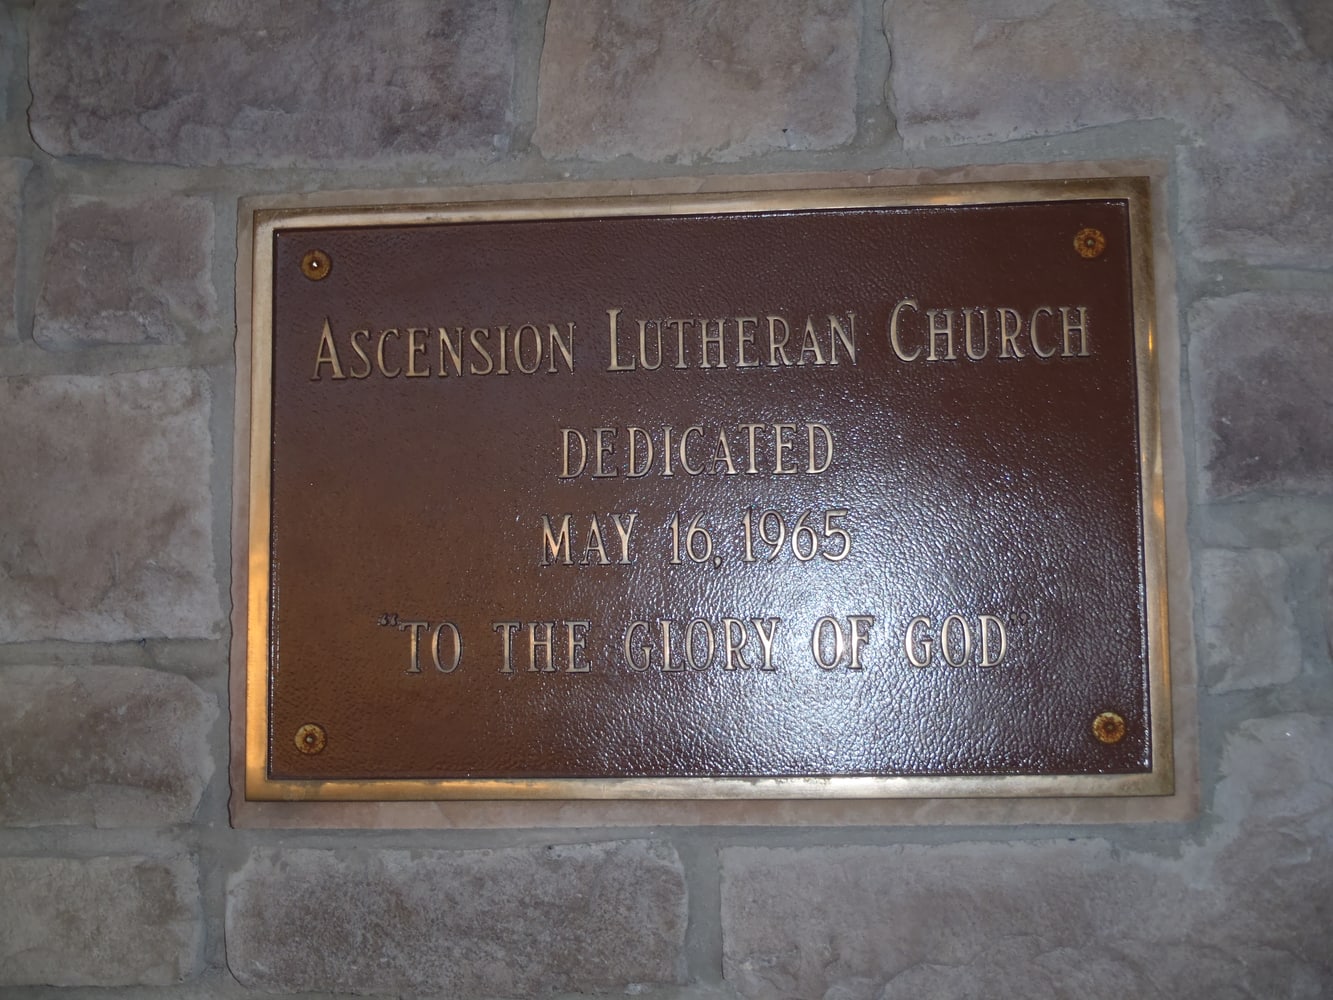 ASCENSION LUTHERAN CHURCH
DEDICATED
MAY 16, 1965
"TO THE GLORY OF GOD"